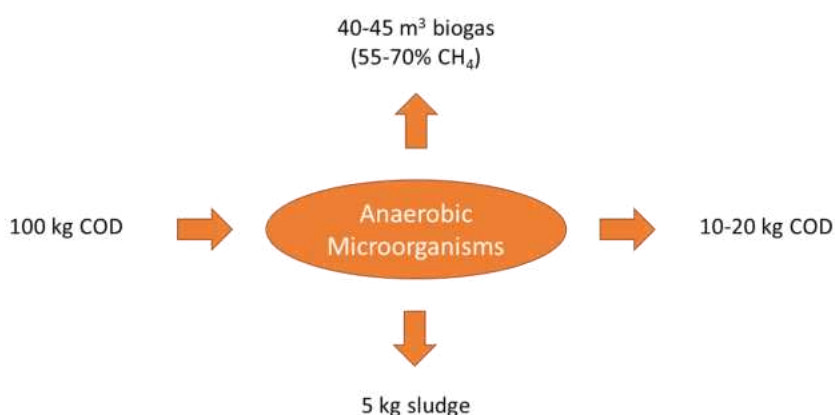 40-45 m³ biogas
(55-70% CH₄)
100 kg COD
Anaerobic
Microorganisms
10-20 kg COD
5 kg sludge